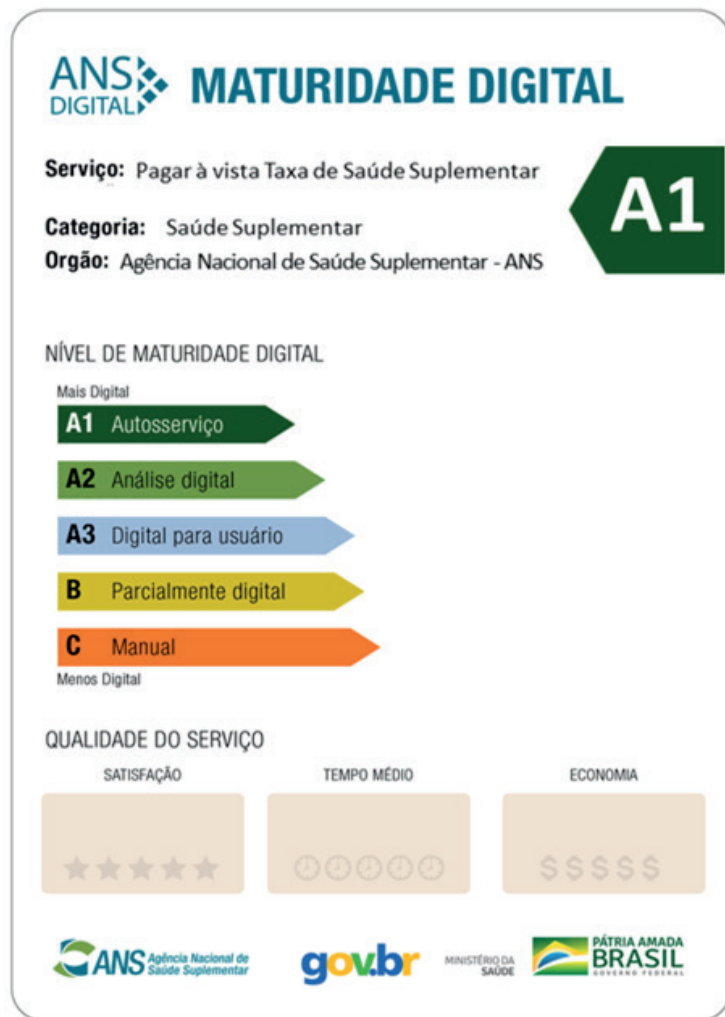 ANS
DIGITAL
MATURIDADE DIGITAL
Serviço: Pagar à vista Taxa de Saúde Suplementar
A1
Categoria: Saúde Suplementar
Orgão: Agência Nacional de Saúde Suplementar - ANS
NÍVEL DE MATURIDADE DIGITAL
Mais Digital
A1 Autosserviço
A2 Análise digital
A3 Digital para usuário
B Parcialmente digital
C Manual
Menos Digital
QUALIDADE DO SERVIÇO
SATISFAÇÃO TEMPO MÉDIO ECONOMIA
$ $ $ $ $
ANS Agência Nacional de
Saúde Suplementar
gov.br
MINISTÉRIO DA
SAÚDE
PÁTRIA AMADA
BRASIL
GOVERNO FEDERAL